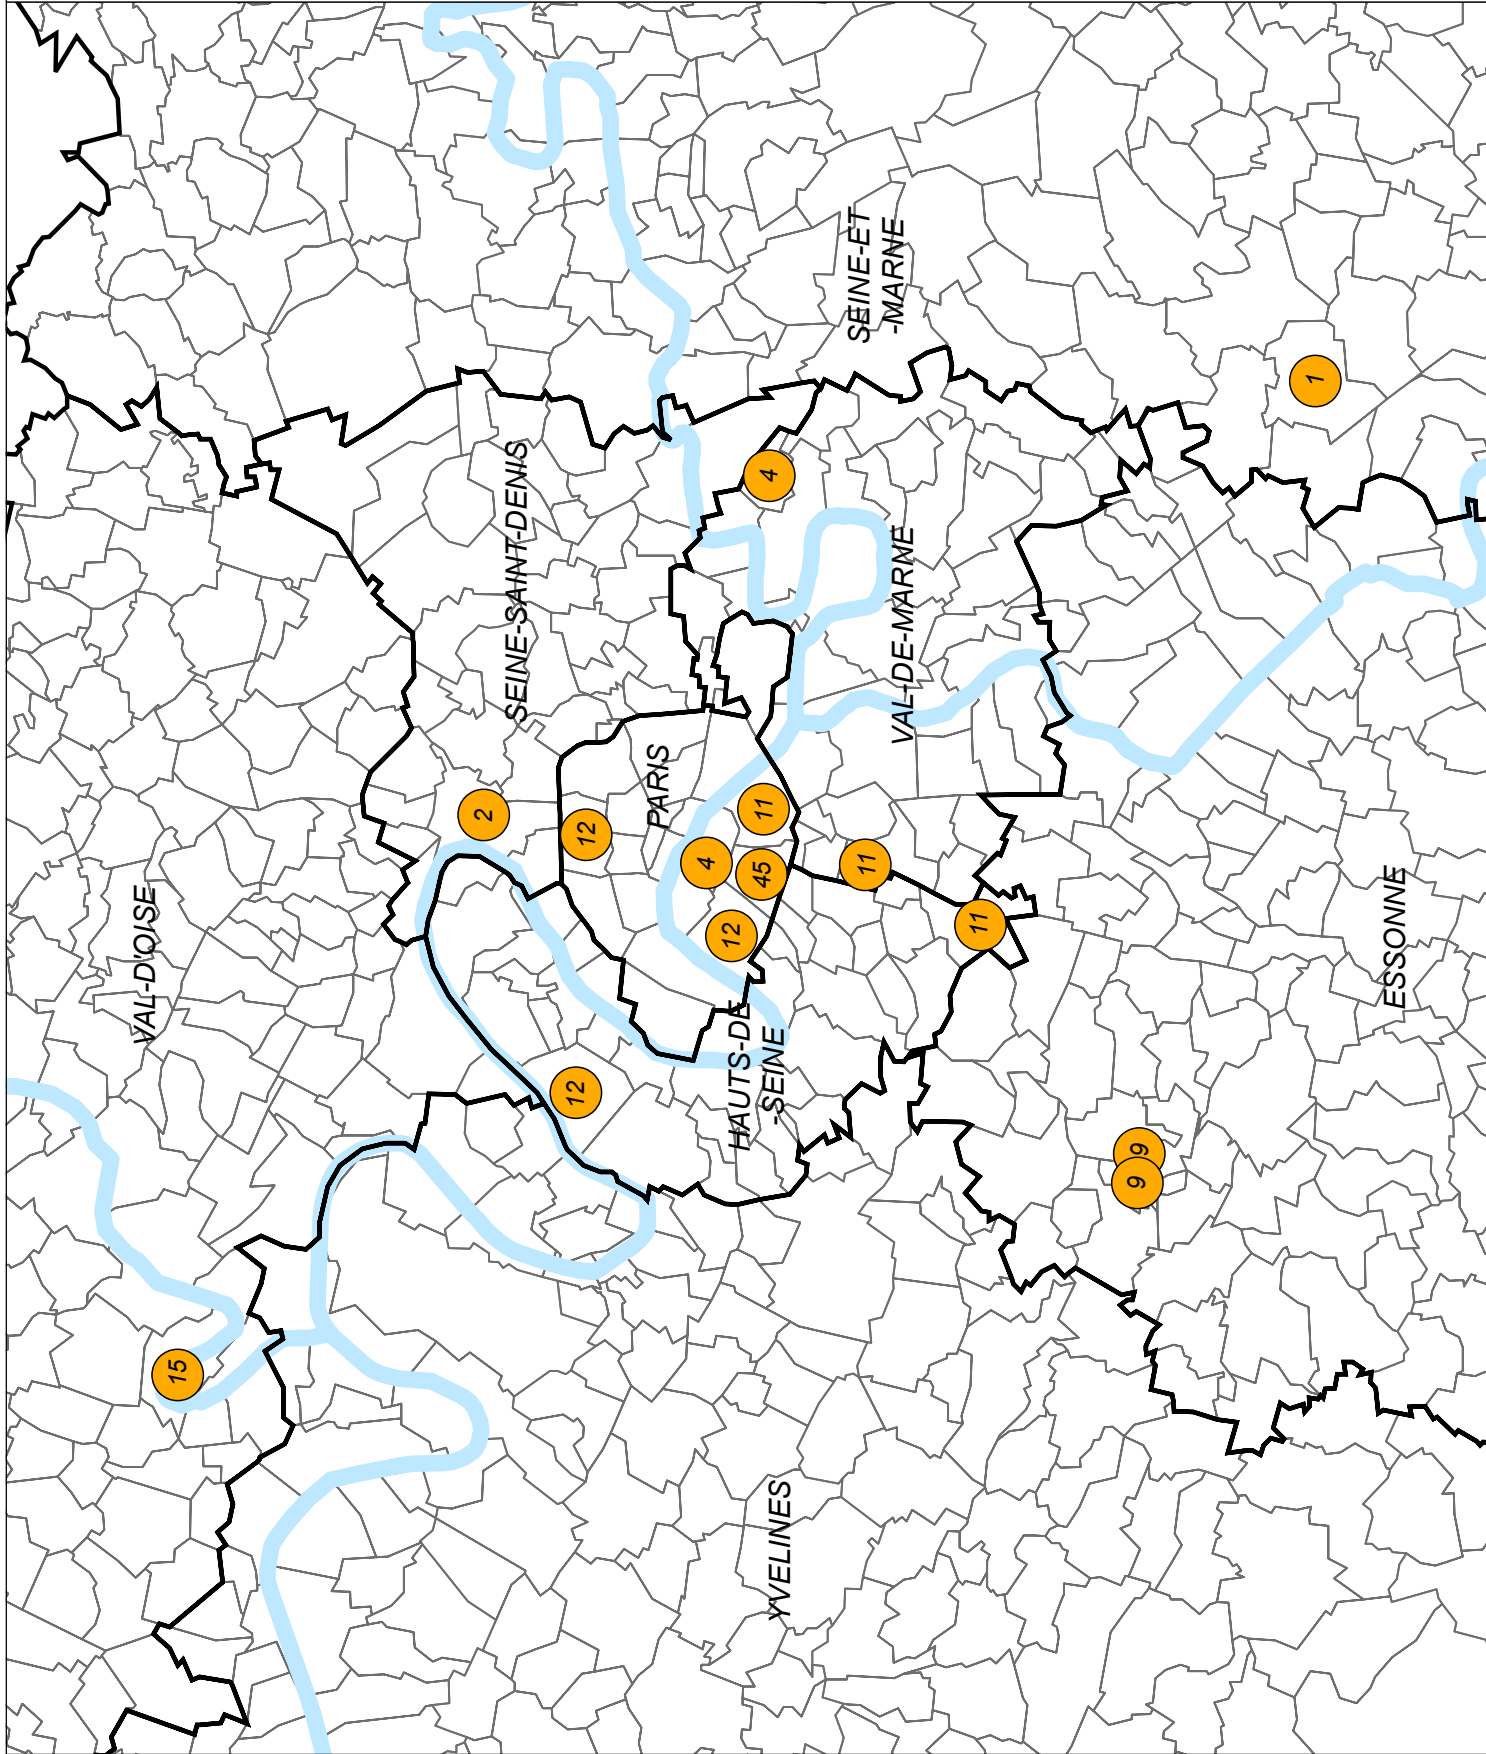 VAL-D'OISE
15
2
SEINE-SAINT-DENIS
12
12
PARIS
4
12
HAUTS-DE
-SEINE
45
11
4
YVELINES
SEINE-ET
-MARNE
11
VAL-DE-MARNE
11
9
9
1
ESSONNE